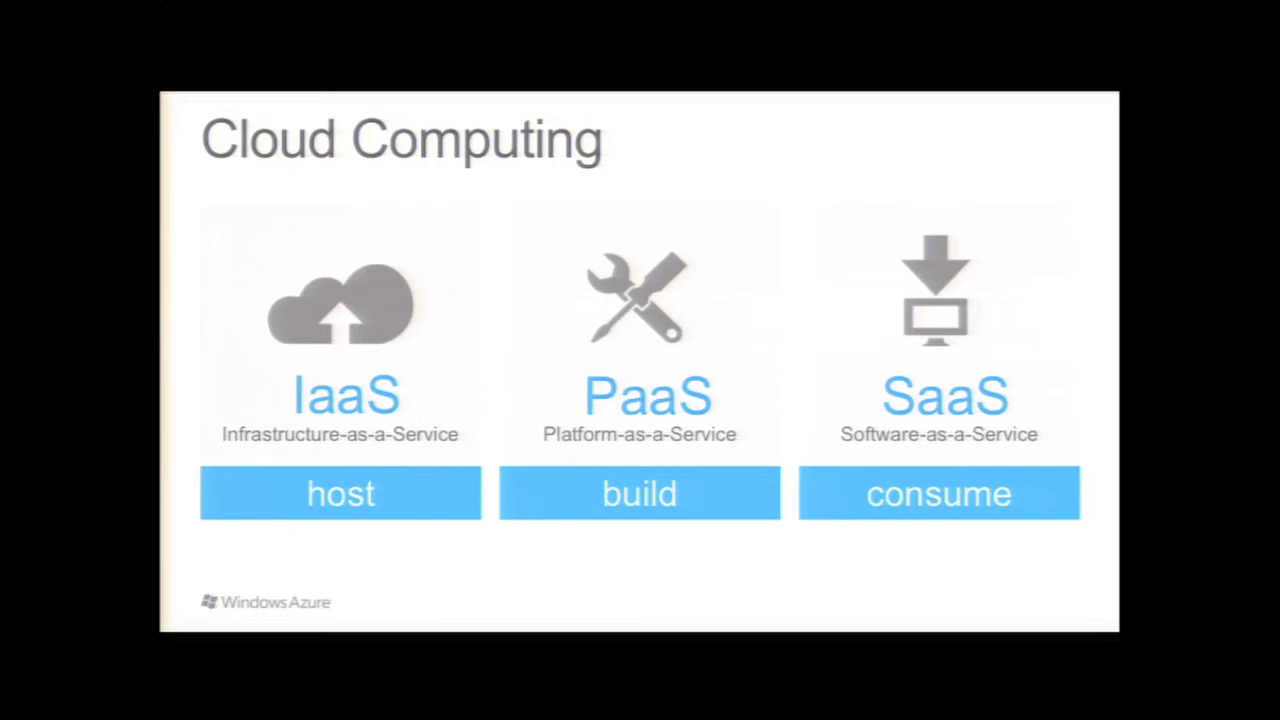 Cloud Computing
IaaS
Infrastructure-as-a-Service
host
PaaS
Platform-as-a-Service
build
SaaS
Software-as-a-Service
consume
Windows Azure